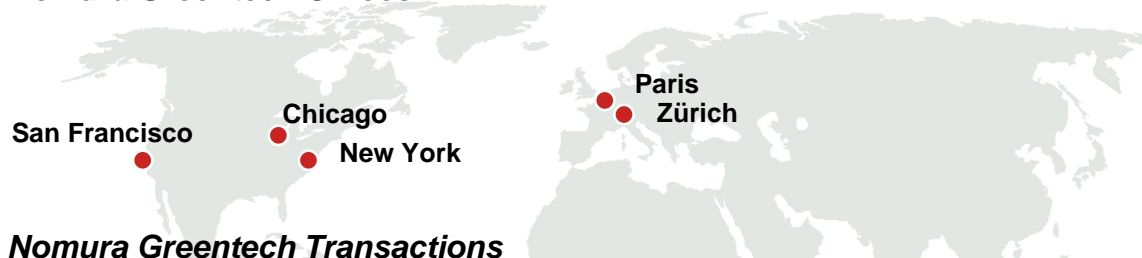 Paris
Chicago
Zürich
San Francisco
New York
Nomura Greentech Transactions